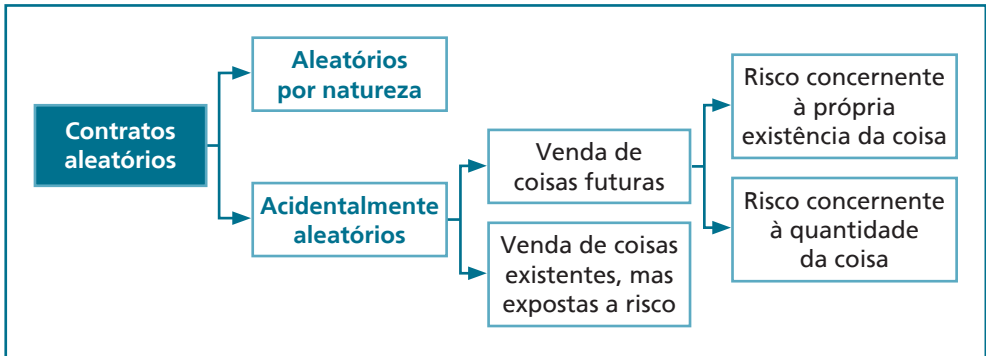 Contratos
aleatórios
Aleatórios
por natureza
Acidentalmente
aleatórios
Venda de
coisas futuras
Venda de coisas
existentes, mas
expostas a risco
Risco concernente
à própria
existência da coisa
Risco concernente
à quantidade
da coisa